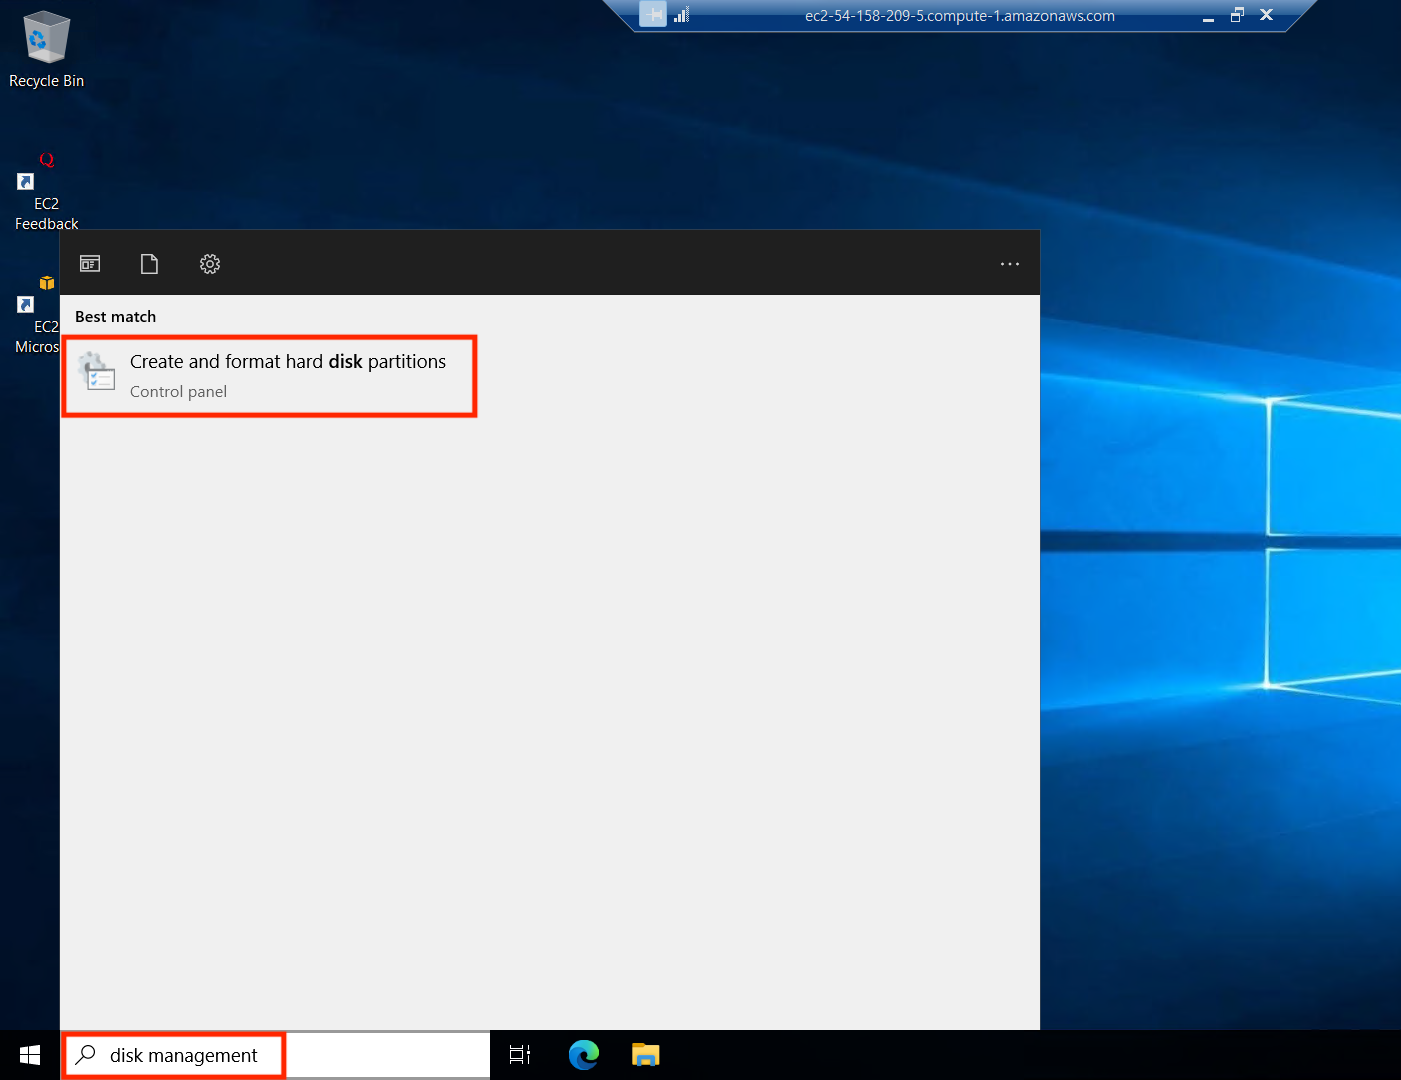 ec2-54-158-209-5.compute-1.amazonaws.com
Recycle Bin
EC2
Feedback
EC2
Micros
Best match
Create and format hard disk partitions
Control panel
disk management